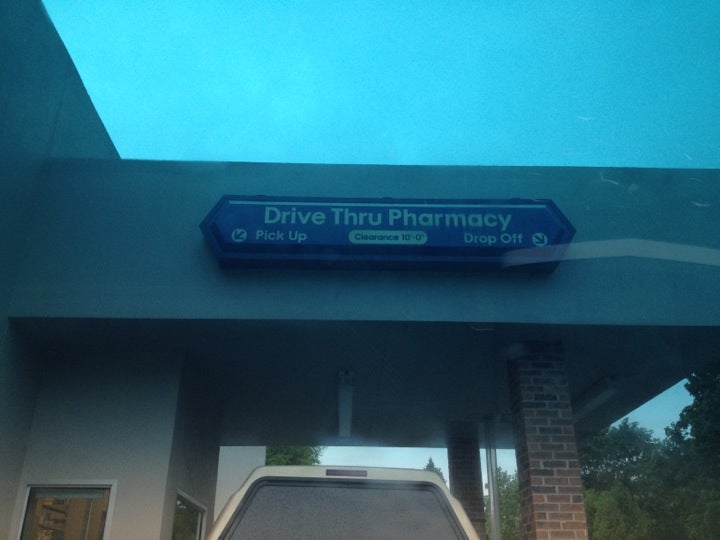 Drive Thru Pharmacy
Pick Up Clearance 10'-0" Drop Off